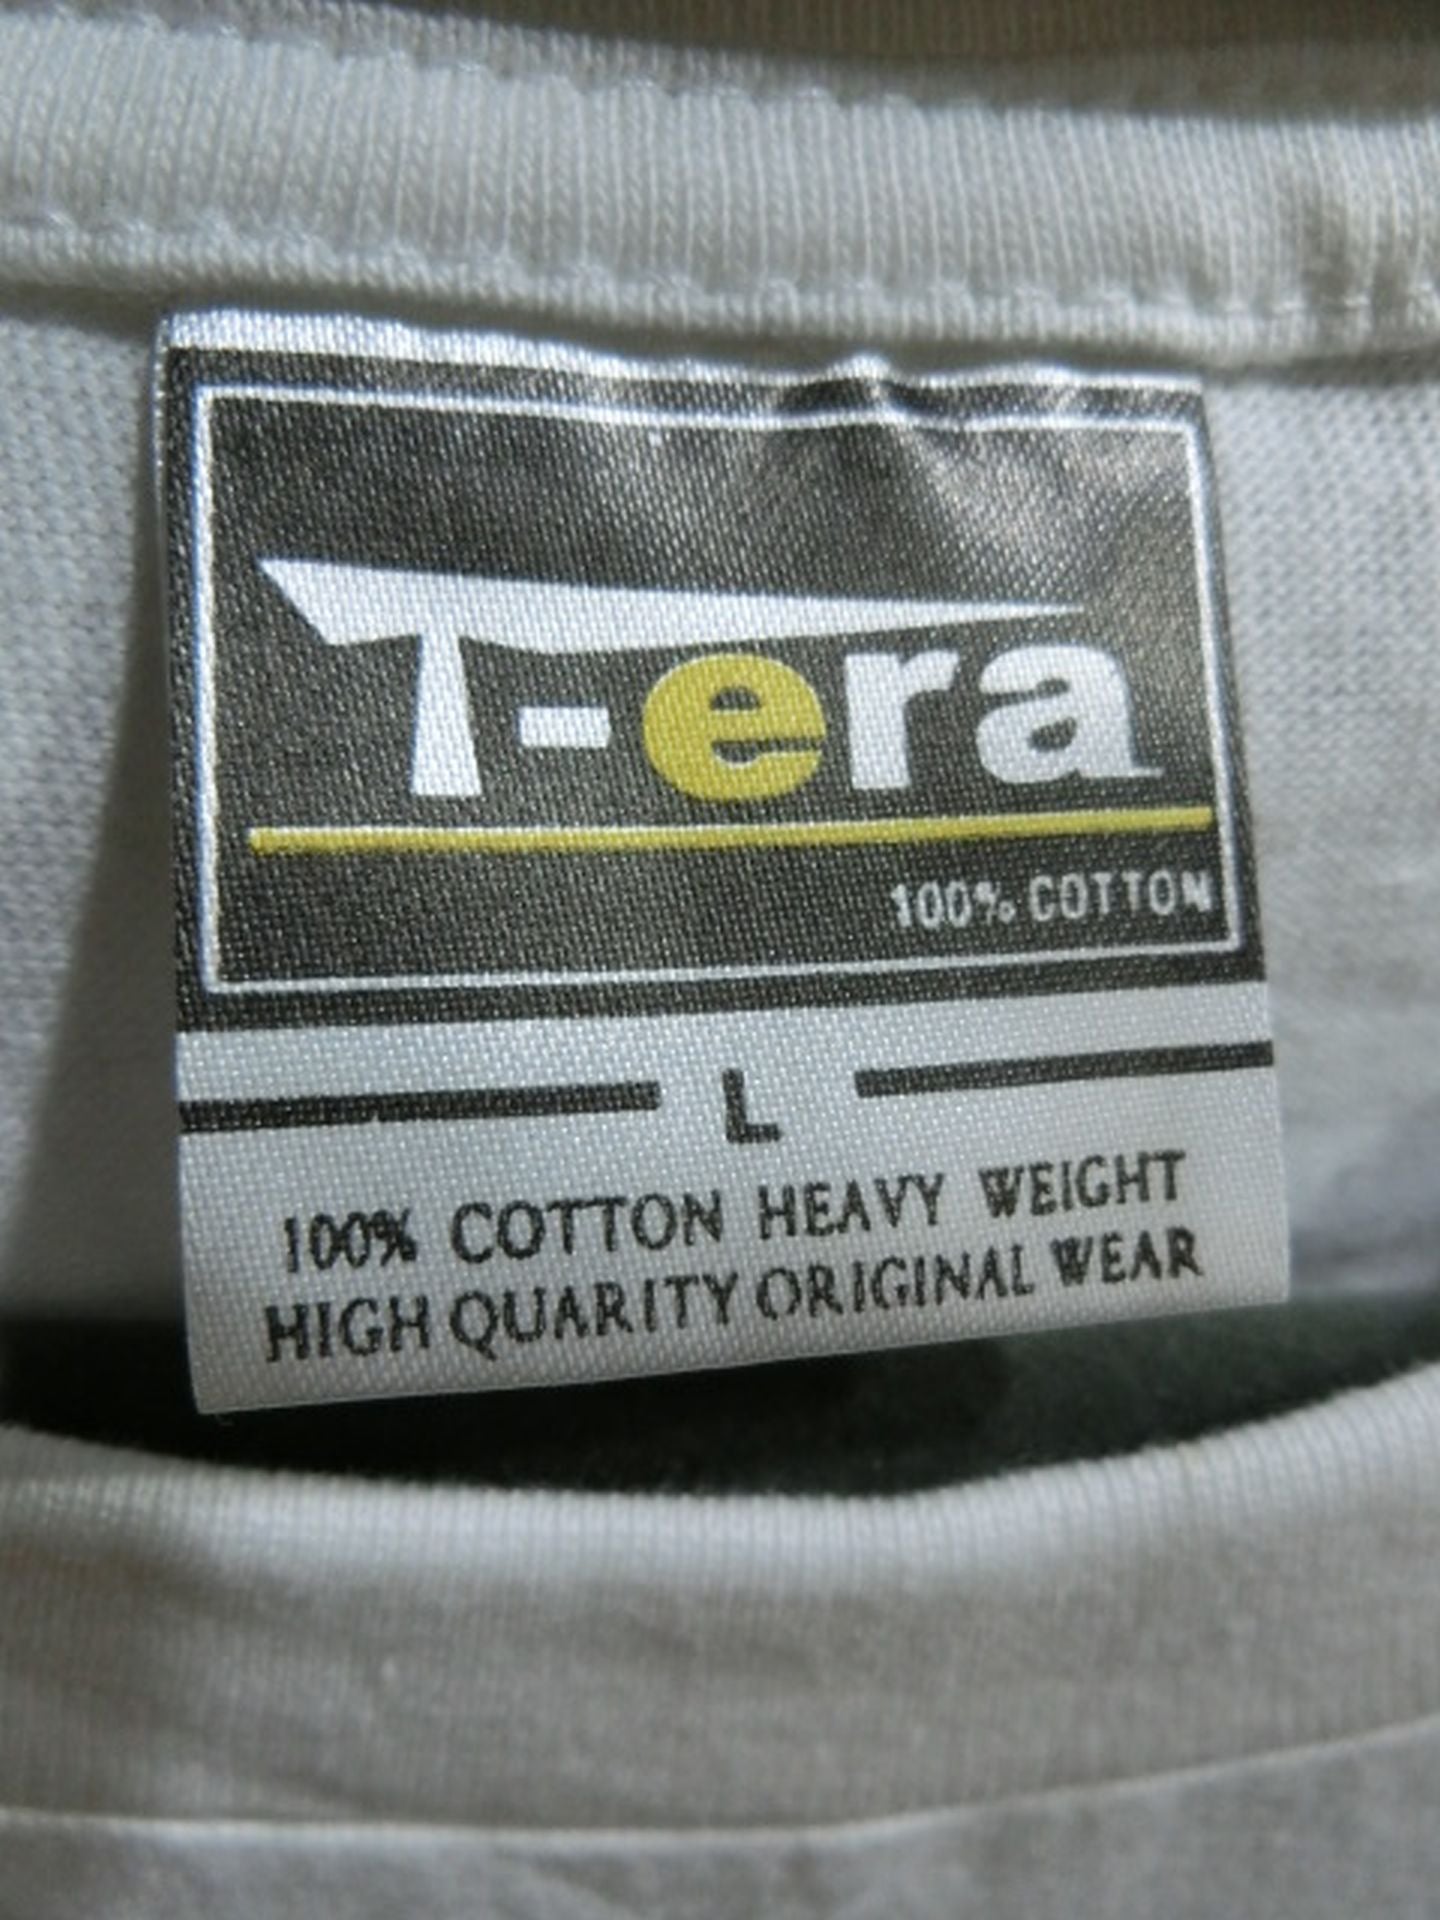 T-era
100% COTTON
L
100% COTTON HEAVY WEIGHT
HIGH QUARITY ORIGINAL WEAR